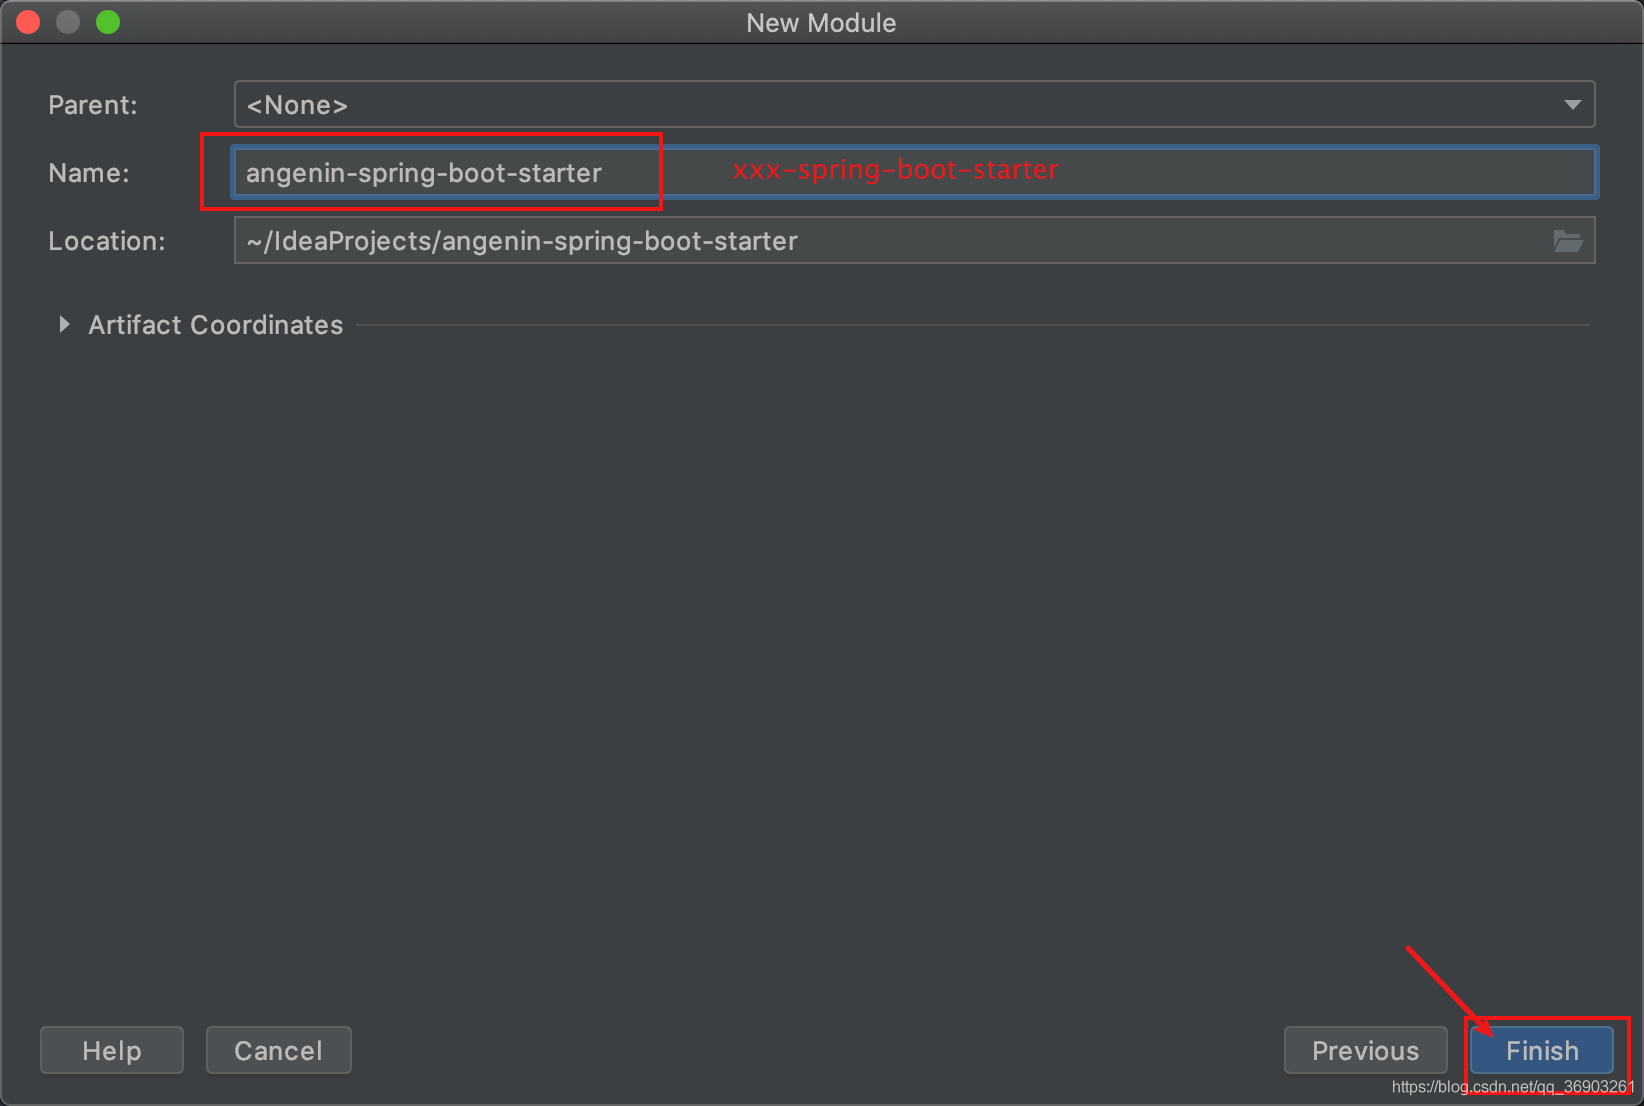 New Module
Parent: <None>
Name: angenin-spring-boot-starter xxx-spring-boot-starter
Location: ~/IdeaProjects/angenin-spring-boot-starter
Artifact Coordinates
Help Cancel Previous Finish
https://blog.csdn.net/qq_36903261